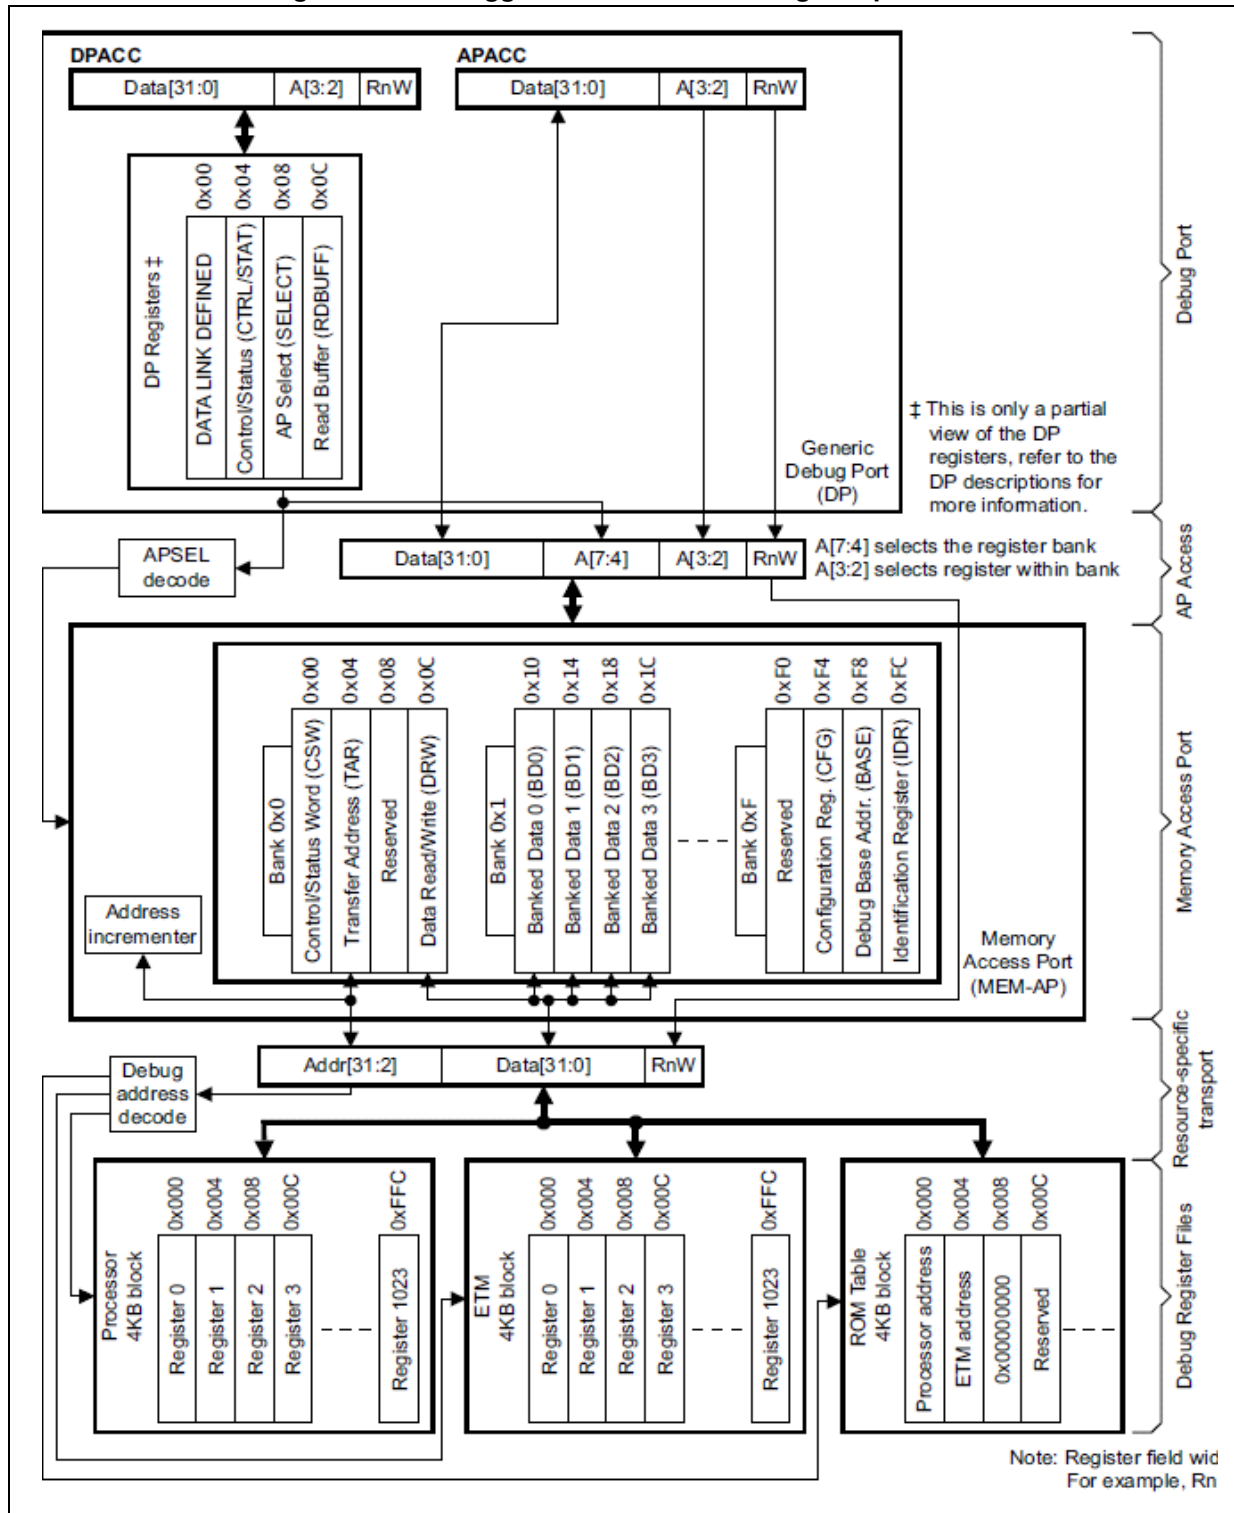 DPACC
Data[31:0] A[3:2] RnW
APACC
Data[31:0] A[3:2] RnW
DP Registers ‡
0x00
0x04
0x08
0x0C
DATA LINK DEFINED
Control/Status (CTRL/STAT)
AP Select (SELECT)
Read Buffer (RDBUFF)
Generic
Debug Port
(DP)
‡ This is only a partial
view of the DP
registers, refer to the
DP descriptions for
more information.
Debug Port
APSEL
decode
Data[31:0] A[7:4] A[3:2] RnW
A[7:4] selects the register bank
A[3:2] selects register within bank
AP Access
Bank 0x0
0x00
0x04
0x08
0x0C
Control/Status Word (CSW)
Transfer Address (TAR)
Reserved
Data Read/Write (DRW)
Bank 0x1
0x10
0x14
0x18
0x1C
Banked Data 0 (BD0)
Banked Data 1 (BD1)
Banked Data 2 (BD2)
Banked Data 3 (BD3)
Bank 0xF
0xF0
0xF4
0xF8
0xFC
Reserved
Configuration Reg. (CFG)
Debug Base Addr. (BASE)
Identification Register (IDR)
Address
incrementer
Memory
Access Port
(MEM-AP)
Memory Access Port
Addr[31:2] Data[31:0] RnW
Debug
address
decode
Resource-specific
transport
Processor
4KB block
0x000
0x004
0x008
0x00C
0xFFC
Register 0
Register 1
Register 2
Register 3
Register 1023
ETM
4KB block
0x000
0x004
0x008
0x00C
0xFFC
Register 0
Register 1
Register 2
Register 3
Register 1023
ROM Table
4KB block
0x000
0x004
0x008
0x00C
Processor address
ETM address
0x00000000
Reserved
Debug Register Files
Note: Register field wid
For example, Rn